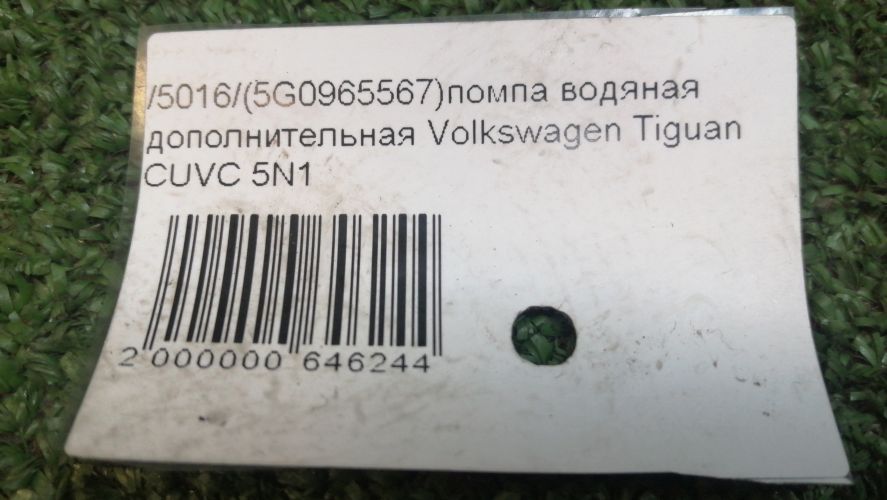 /5016/(5G0965567)помпа водяная
дополнительная Volkswagen Tiguan
CUVC 5N1
2 000000 646244